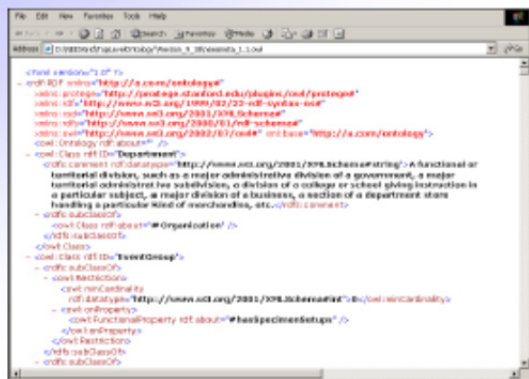 File Edit View Favorites Tools Help
Search Favorites Media
Address
<?xml version="1.0" ?>
- <rdf:RDF xmlns="http://a.com/ontology#"
xmlns:protege="http://protege.stanford.edu/plugins/owl/protege#"
xmlns:rdf="http://www.w3.org/1999/02/22-rdf-syntax-ns#"
xmlns:xsd="http://www.w3.org/2001/XMLSchema#"
xmlns:rdfs="http://www.w3.org/2000/01/rdf-schema#"
xmlns:owl="http://www.w3.org/2002/07/owl#" xml:base="http://a.com/ontology">
<owl:Ontology rdf:about="" />
- <owl:Class rdf:ID="Department">
<rdfs:comment rdf:datatype="http://www.w3.org/2001/XMLSchema#string">A functional or
territorial division, such as a major administrative division of a government, a major
territorial administrative subdivision, a division of a college or school giving instruction in
a particular subject, a major division of a business, a section of a department store
handling a particular kind of merchandise, etc.</rdfs:comment>
- <rdfs:subClassOf>
<owl:Class rdf:about="#Organization" />
</rdfs:subClassOf>
</owl:Class>
- <owl:Class rdf:ID="EventGroup">
- <rdfs:subClassOf>
- <owl:Restriction>
<owl:minCardinality
rdf:datatype="http://www.w3.org/2001/XMLSchema#int">0</owl:minCardinality>
- <owl:onProperty>
<owl:FunctionalProperty rdf:about="#hasSpecimenSetups" />
</owl:onProperty>
</owl:Restriction>
</rdfs:subClassOf>
- <rdfs:subClassOf>